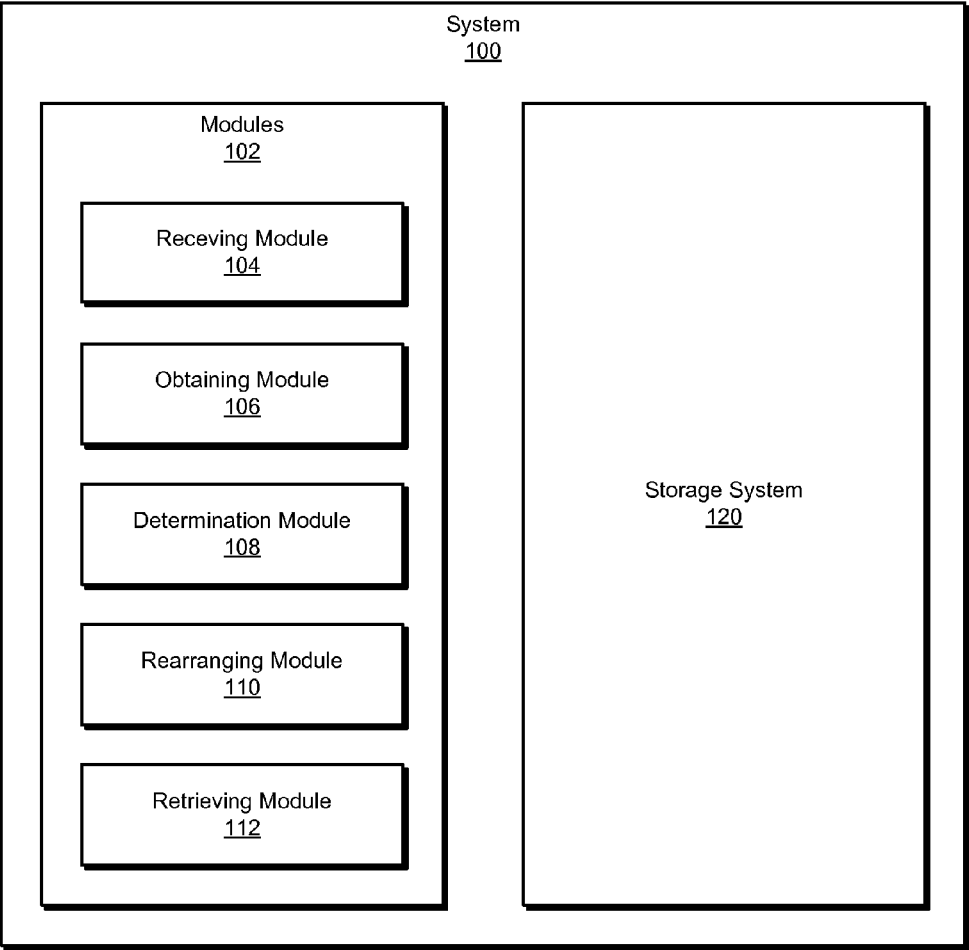 System
100
Modules
102
Receving Module
104
Obtaining Module
106
Determination Module
108
Rearranging Module
110
Retrieving Module
112
Storage System
120